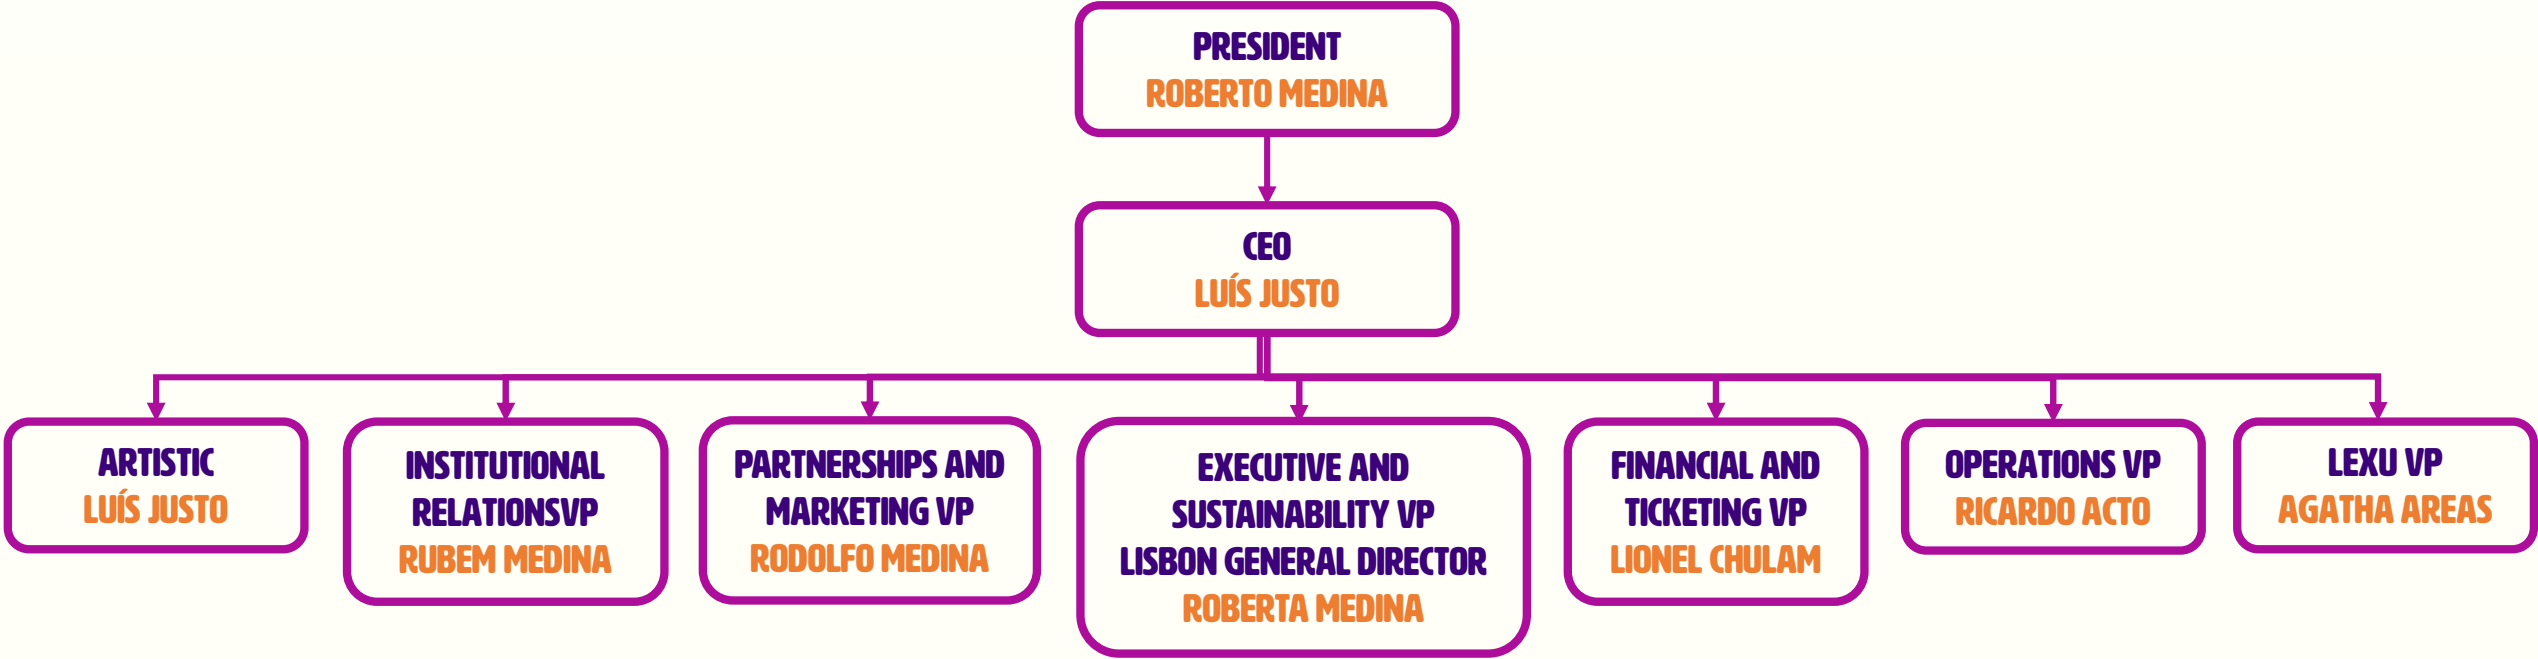 PRESIDENT
ROBERTO MEDINA
CEO
LUÍS JUSTO
ARTISTIC
LUÍS JUSTO
INSTITUTIONAL
RELATIONSVP
RUBEM MEDINA
PARTNERSHIPS AND
MARKETING VP
RODOLFO MEDINA
EXECUTIVE AND
SUSTAINABILITY VP
LISBON GENERAL DIRECTOR
ROBERTA MEDINA
FINANCIAL AND
TICKETING VP
LIONEL CHULAM
OPERATIONS VP
RICARDO ACTO
LEXU VP
AGATHA AREAS